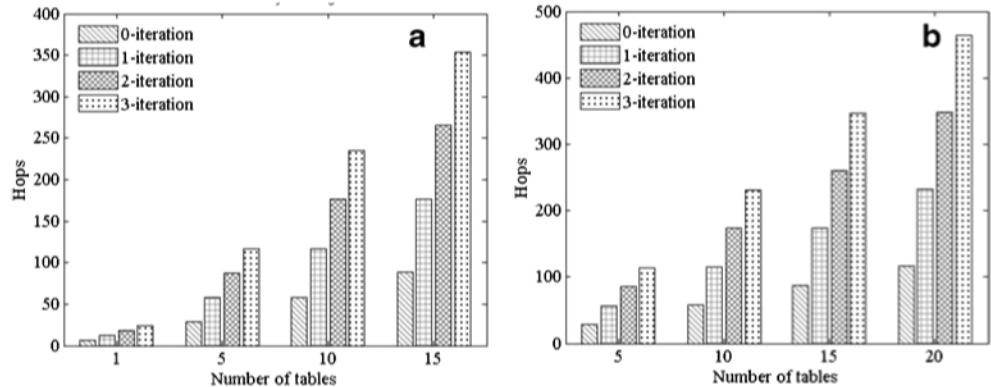 400
350
300
250
200
150
100
50
0
Hops
0-iteration
1-iteration
2-iteration
3-iteration
a
1 5 10 15
Number of tables
500
400
300
200
100
0
Hops
0-iteration
1-iteration
2-iteration
3-iteration
b
5 10 15 20
Number of tables